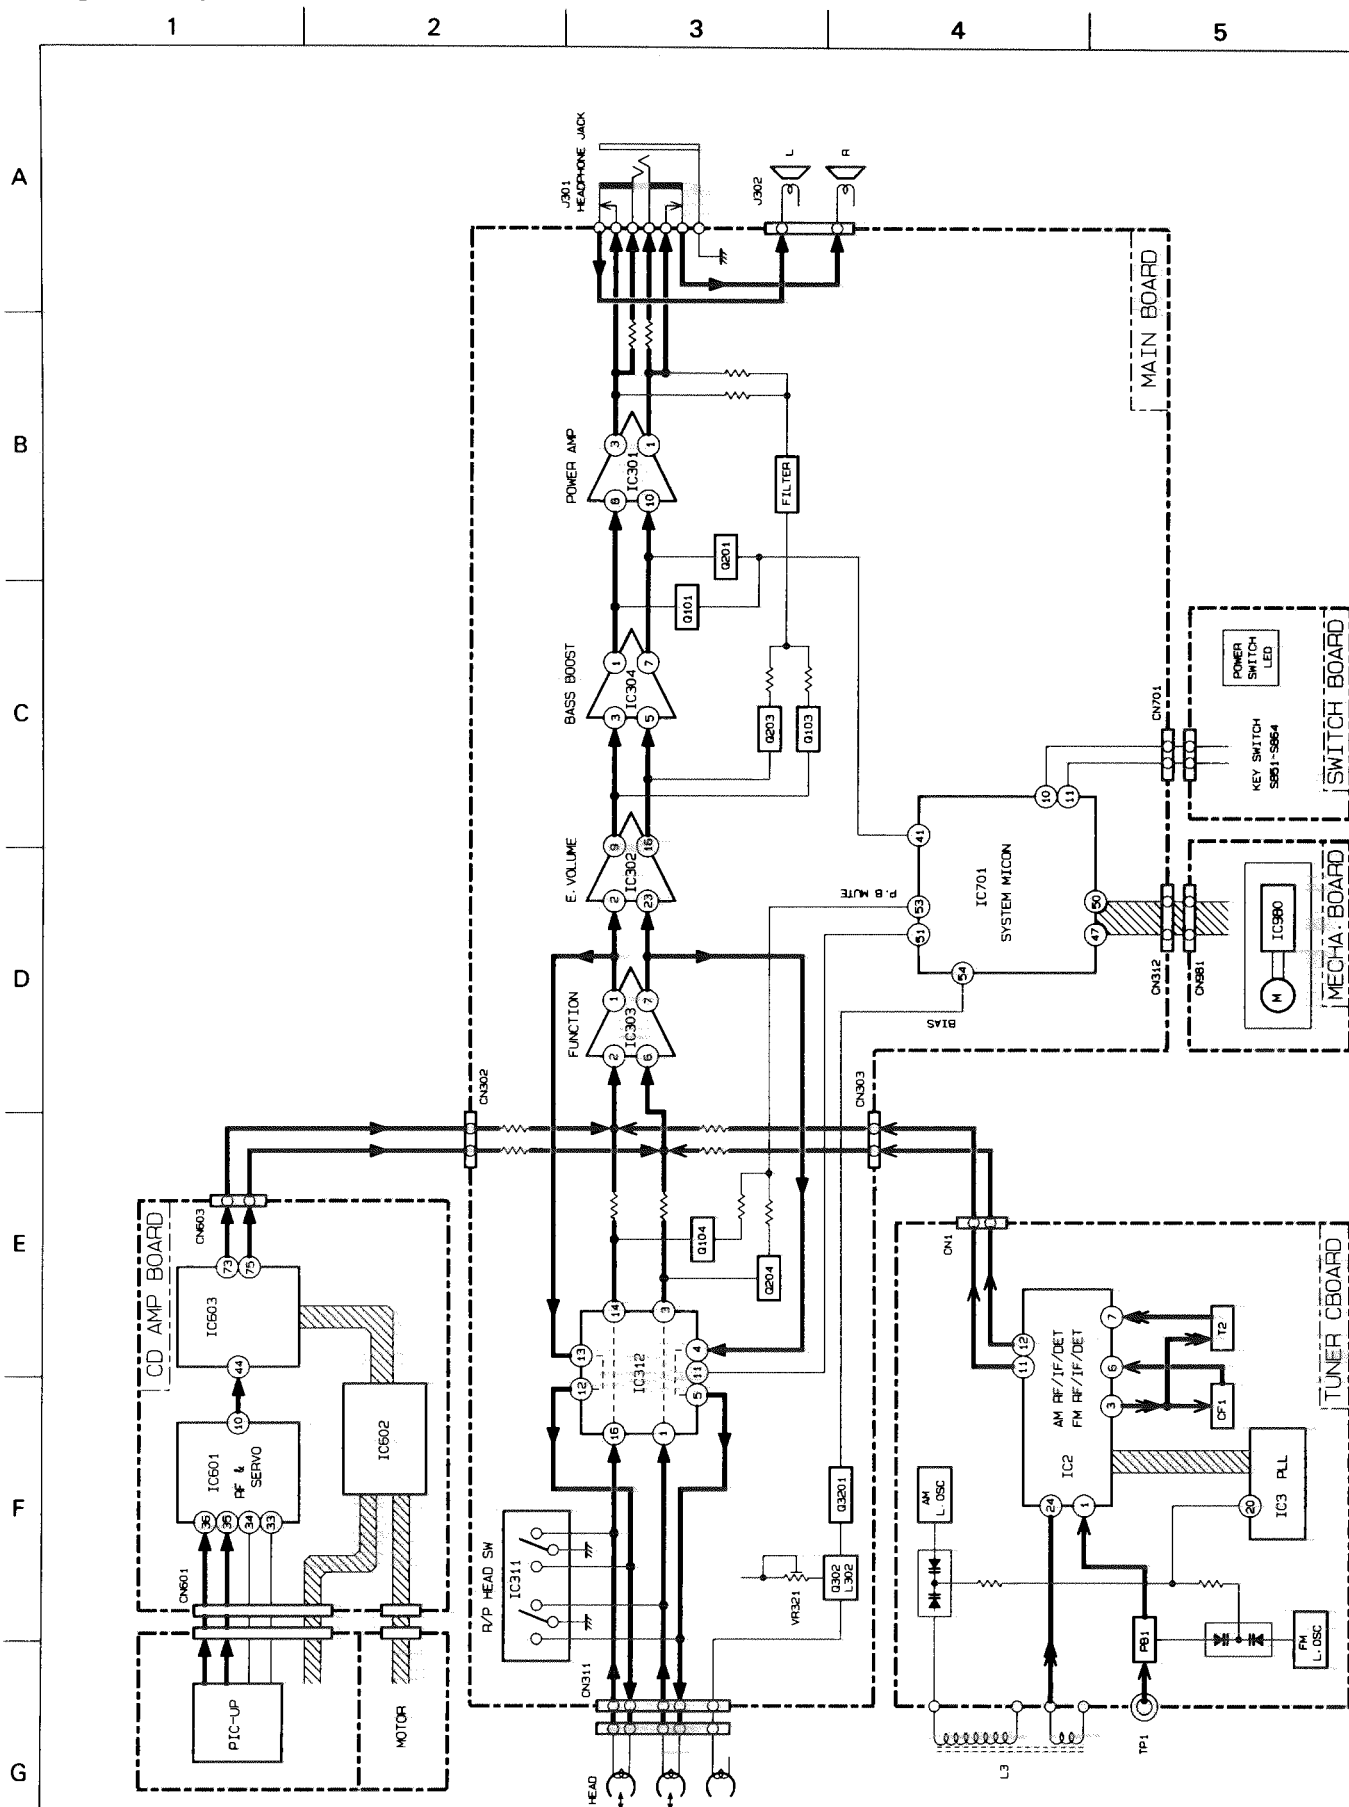 1 2 3 4 5
A
B
C
D
E
F
G
J301
HEADPHONE JACK
J302
L
R
MAIN BOARD
POWER AMP
3
1
IC301
8
10
FILTER
Q201
Q101
BASS BOOST
1
7
IC304
3
5
Q203
Q103
E. VOLUME
9
16
IC302
2
23
FUNCTION
1
7
IC303
2
6
P.B MUTE
BIAS
41
53
51
54
10
11
50
47
IC701
SYSTEM MICON
CN701
POWER
SWITCH
LED
KEY SWITCH
S851~S864
SWITCH BOARD
CN312
CN981
IC980
M
MECHA. BOARD
CN302
CN303
CN603
CD AMP BOARD
73
75
IC603
44
10
IC601
RF &
SERVO
36
35
34
33
IC602
CN601
PIC-UP
MOTOR
Q104
Q204
14
3
13
4
12
11
5
16
1
IC312
R/P HEAD SW
IC311
CN311
HEAD
VR321
Q3201
Q302
L302
CN1
TUNER CBOARD
12
11
7
6
3
24
1
AM RF/IF/DET
FM RF/IF/DET
IC2
T2
CF1
AM
L.OSC
20
IC3 PLL
PB1
FM
L.OSC
L3
TP1